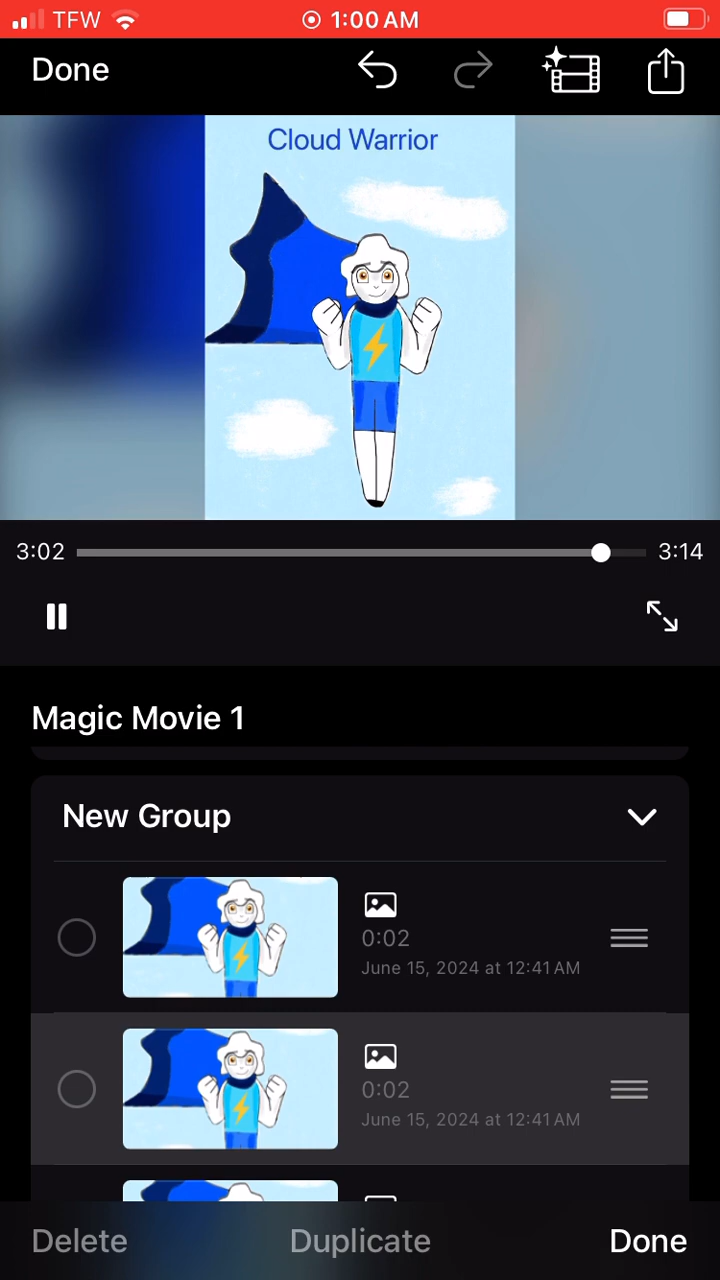 TFW 1:00 AM
Done
Cloud Warrior
3:02 3:14
Magic Movie 1
New Group
0:02
June 15, 2024 at 12:41 AM
0:02
June 15, 2024 at 12:41 AM
Delete Duplicate Done